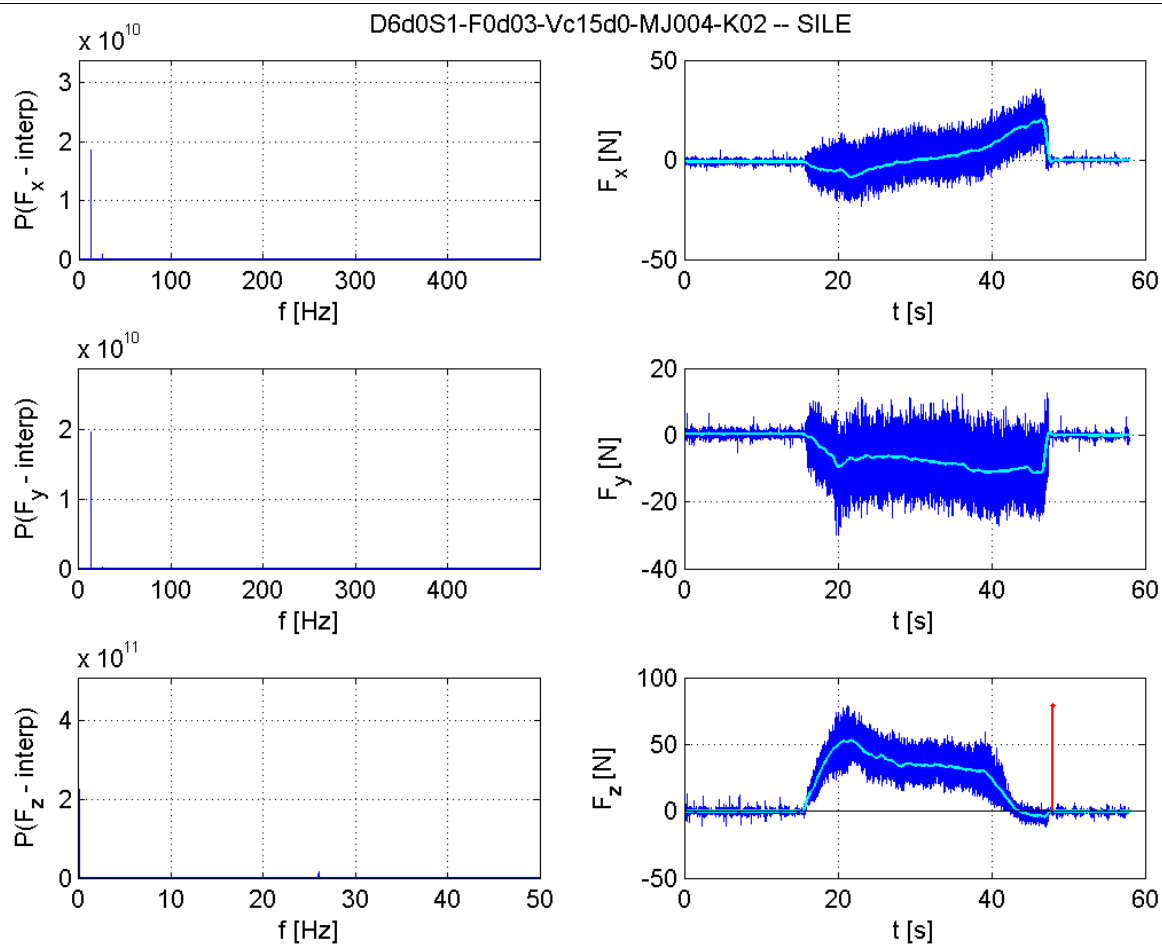 D6d0S1-F0d03-Vc15d0-MJ004-K02 -- SILE
x 10^10
3
2
1
0
0 100 200 300 400
P(F_x - interp)
f [Hz]
50
0
-50
0 20 40 60
F_x [N]
t [s]
x 10^10
2
1
0
0 100 200 300 400
P(F_y - interp)
f [Hz]
20
0
-20
-40
0 20 40 60
F_y [N]
t [s]
x 10^11
4
2
0
0 10 20 30 40 50
P(F_z - interp)
f [Hz]
100
50
0
-50
0 20 40 60
F_z [N]
t [s]